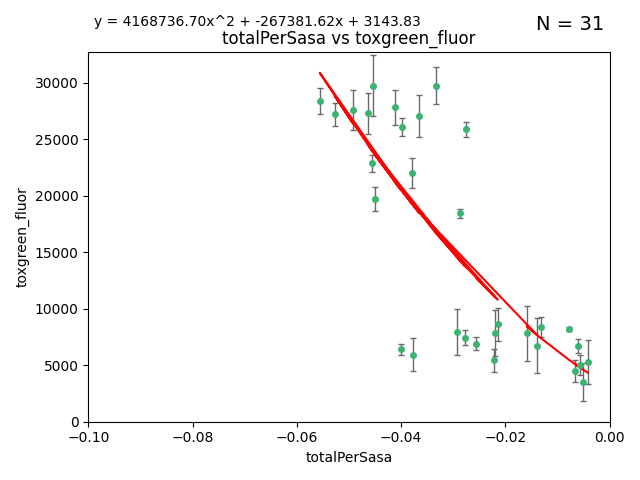 y = 4168736.70x^2 + -267381.62x + 3143.83
N = 31
totalPerSasa vs toxgreen_fluor
30000
25000
20000
15000
10000
5000
0
toxgreen_fluor
−0.10
−0.08
−0.06
−0.04
−0.02
0.00
totalPerSasa